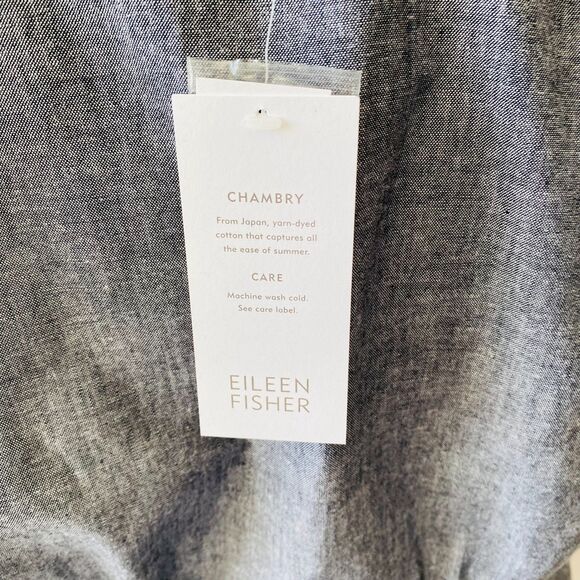 CHAMBRY
From Japan, yarn-dyed
cotton that captures all
the ease of summer.
CARE
Machine wash cold.
See care label.
EILEEN
FISHER